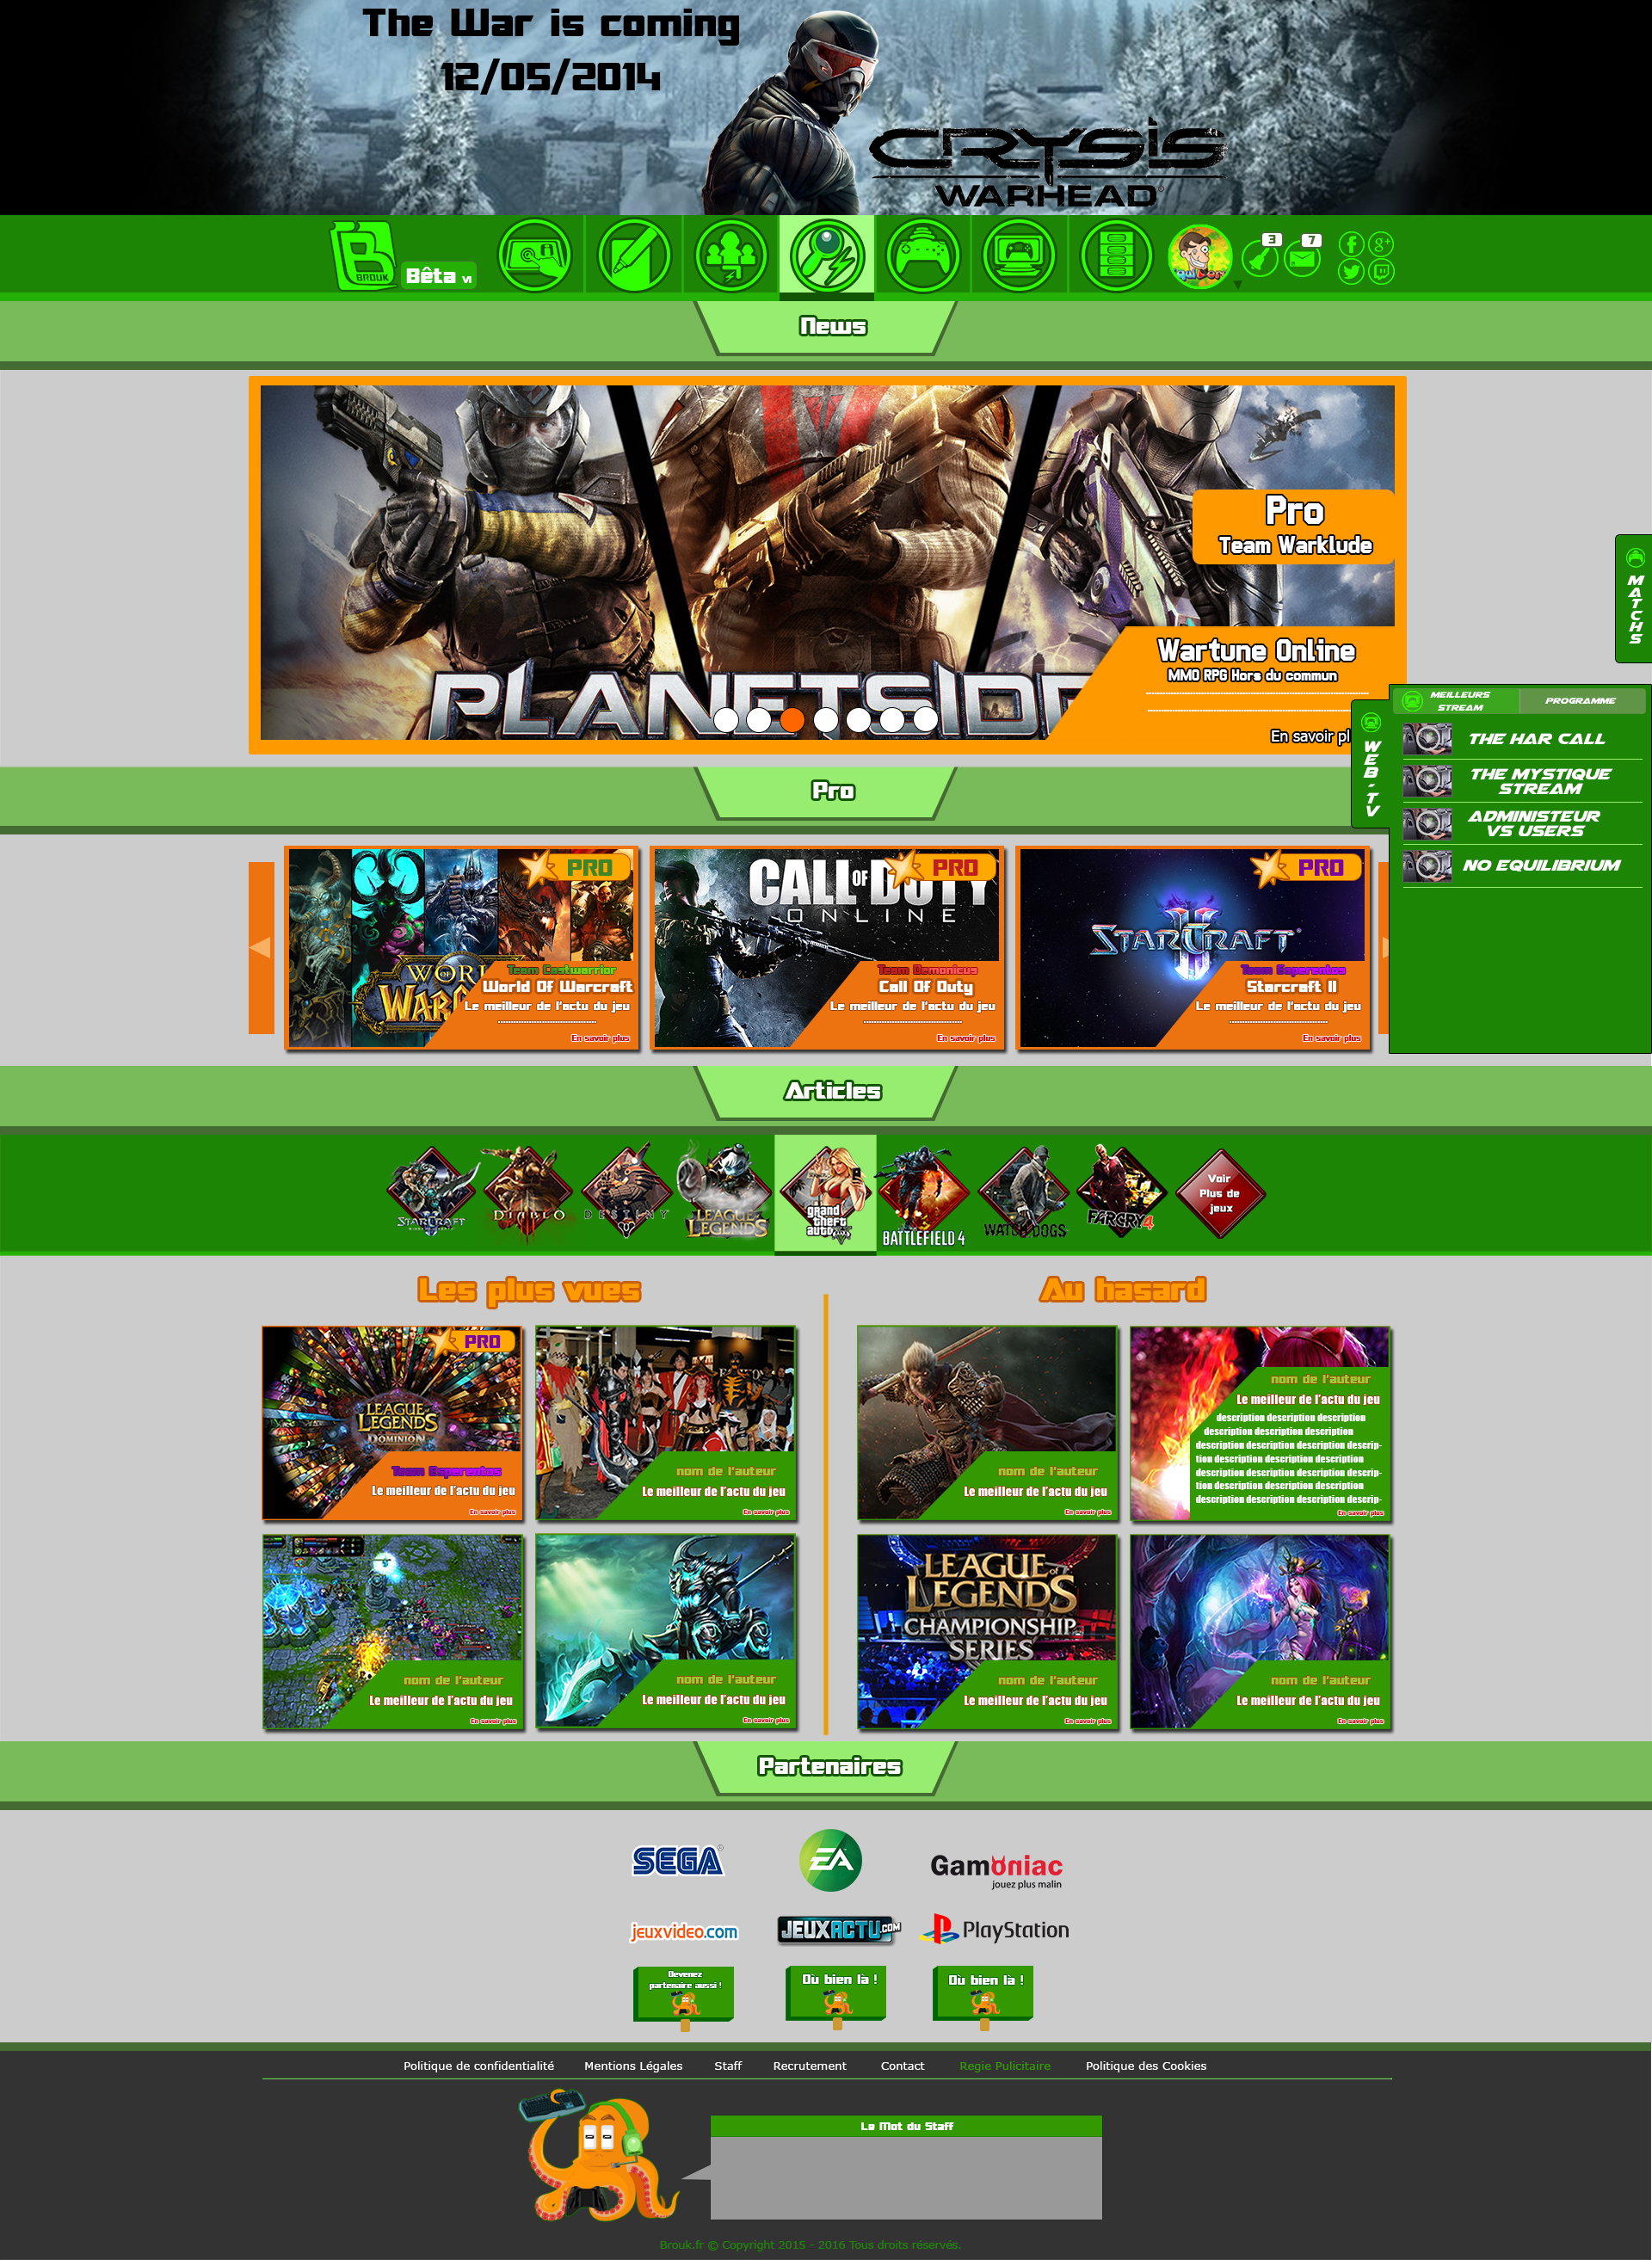 The War is coming
12/05/2014
CRYSIS
WARHEAD
BROUK
Bêta V1
3
7
News
Pro
Team Warklude
PLANETSIDE
Wartune Online
MMO RPG Hors du commun
En savoir pl
MATCHS
WEB-TV
MEILLEURS
STREAM
PROGRAMME
THE HAR CALL
THE MYSTIQUE
STREAM
ADMINISTEUR
VS USERS
NO EQUILIBRIUM
Pro
PRO
WORL
WARC
Team Castwarrior
World Of Warcraft
Le meilleur de l'actu du jeu
En savoir plus
PRO
CALL OF DUTY
ONLINE
Team Demonicus
Call Of Duty
Le meilleur de l'actu du jeu
En savoir plus
PRO
STARCRAFT II
Team Esperentos
Starcraft II
Le meilleur de l'actu du jeu
En savoir plus
Articles
STARCRAFT
DIABLO
DESTINY
LEAGUE of LEGENDS
grand theft auto V
BATTLEFIELD 4
WATCH DOGS
FARCRY 4
Voir
Plus de
jeux
Les plus vues
Au hasard
PRO
LEAGUE of LEGENDS
DOMINION
Team Esperentos
Le meilleur de l'actu du jeu
En savoir plus
nom de l'auteur
Le meilleur de l'actu du jeu
En savoir plus
nom de l'auteur
Le meilleur de l'actu du jeu
En savoir plus
nom de l'auteur
Le meilleur de l'actu du jeu
description description description
description description description
description description description descrip-
tion description description description
description description description descrip-
tion description description description
description description description descrip-
En savoir plus
nom de l'auteur
Le meilleur de l'actu du jeu
En savoir plus
nom de l'auteur
Le meilleur de l'actu du jeu
En savoir plus
LEAGUE of
LEGENDS
CHAMPIONSHIP
SERIES
nom de l'auteur
Le meilleur de l'actu du jeu
En savoir plus
nom de l'auteur
Le meilleur de l'actu du jeu
En savoir plus
Partenaires
SEGA
EA
Gamoniac
jouez plus malin
jeuxvideo.com
JEUXACTU.COM
PlayStation
Devenez
partenaire aussi !
Où bien là !
Où bien là !
Politique de confidentialité
Mentions Légales
Staff
Recrutement
Contact
Regie Pulicitaire
Politique des Cookies
Le Mot du Staff
Brouk.fr © Copyright 2015 - 2016 Tous droits réservés.